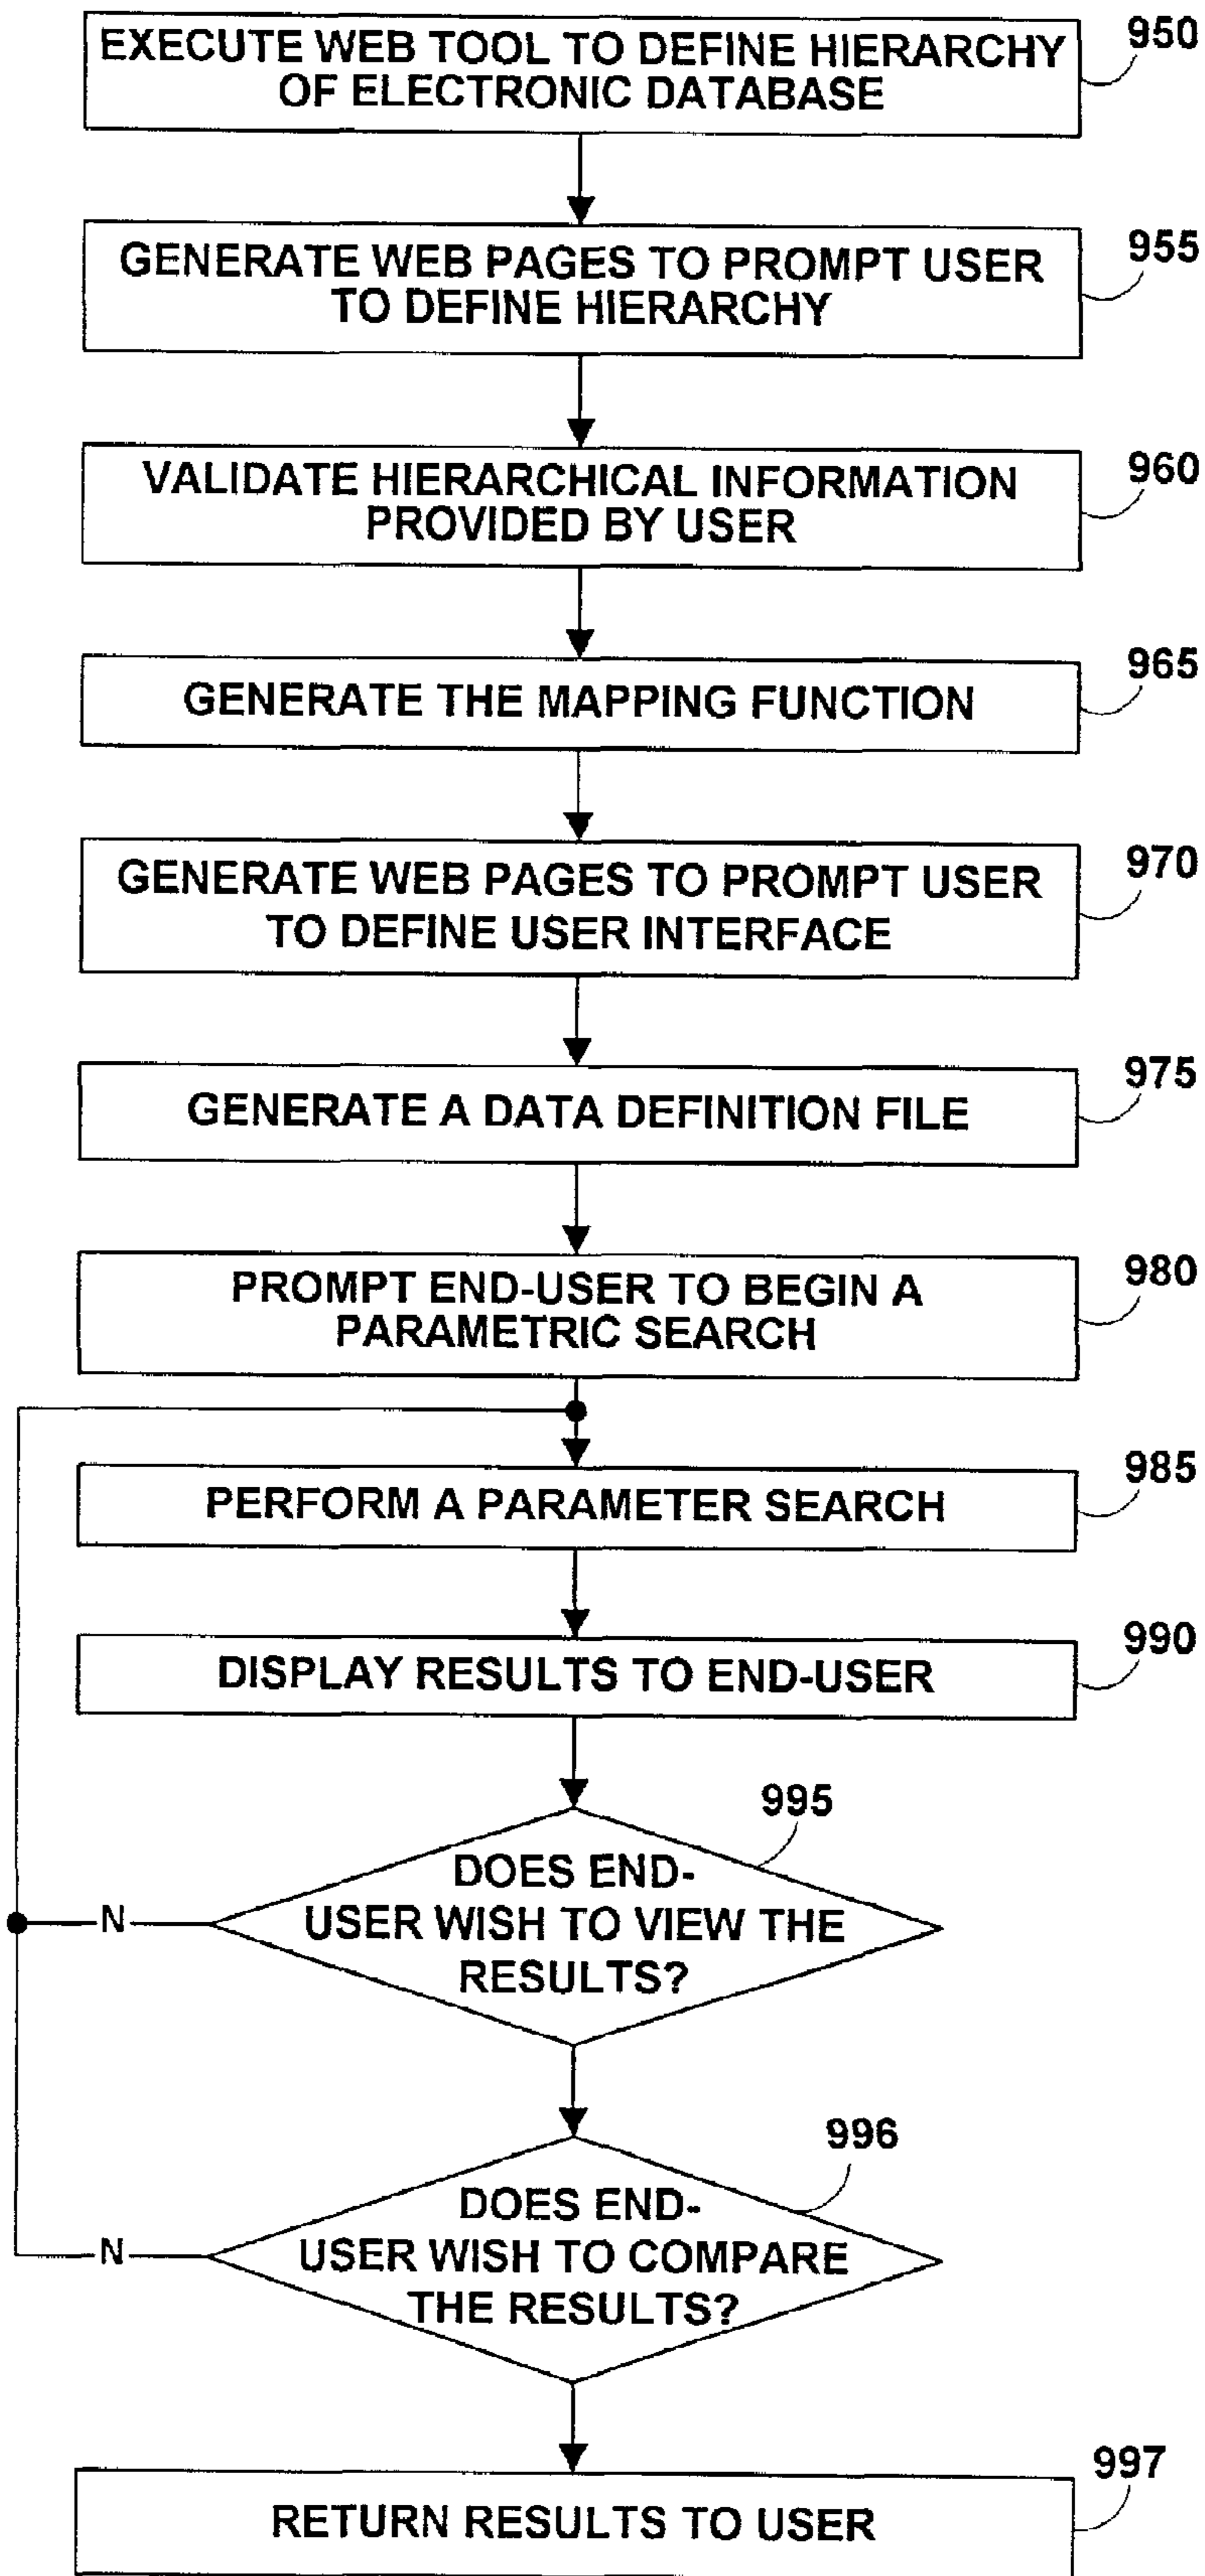 EXECUTE WEB TOOL TO DEFINE HIERARCHY
OF ELECTRONIC DATABASE
950
GENERATE WEB PAGES TO PROMPT USER
TO DEFINE HIERARCHY
955
VALIDATE HIERARCHICAL INFORMATION
PROVIDED BY USER
960
GENERATE THE MAPPING FUNCTION
965
GENERATE WEB PAGES TO PROMPT USER
TO DEFINE USER INTERFACE
970
GENERATE A DATA DEFINITION FILE
975
PROMPT END-USER TO BEGIN A
PARAMETRIC SEARCH
980
PERFORM A PARAMETER SEARCH
985
DISPLAY RESULTS TO END-USER
990
995
DOES END-
USER WISH TO VIEW THE
RESULTS?
N
996
DOES END-
USER WISH TO COMPARE
THE RESULTS?
N
RETURN RESULTS TO USER
997